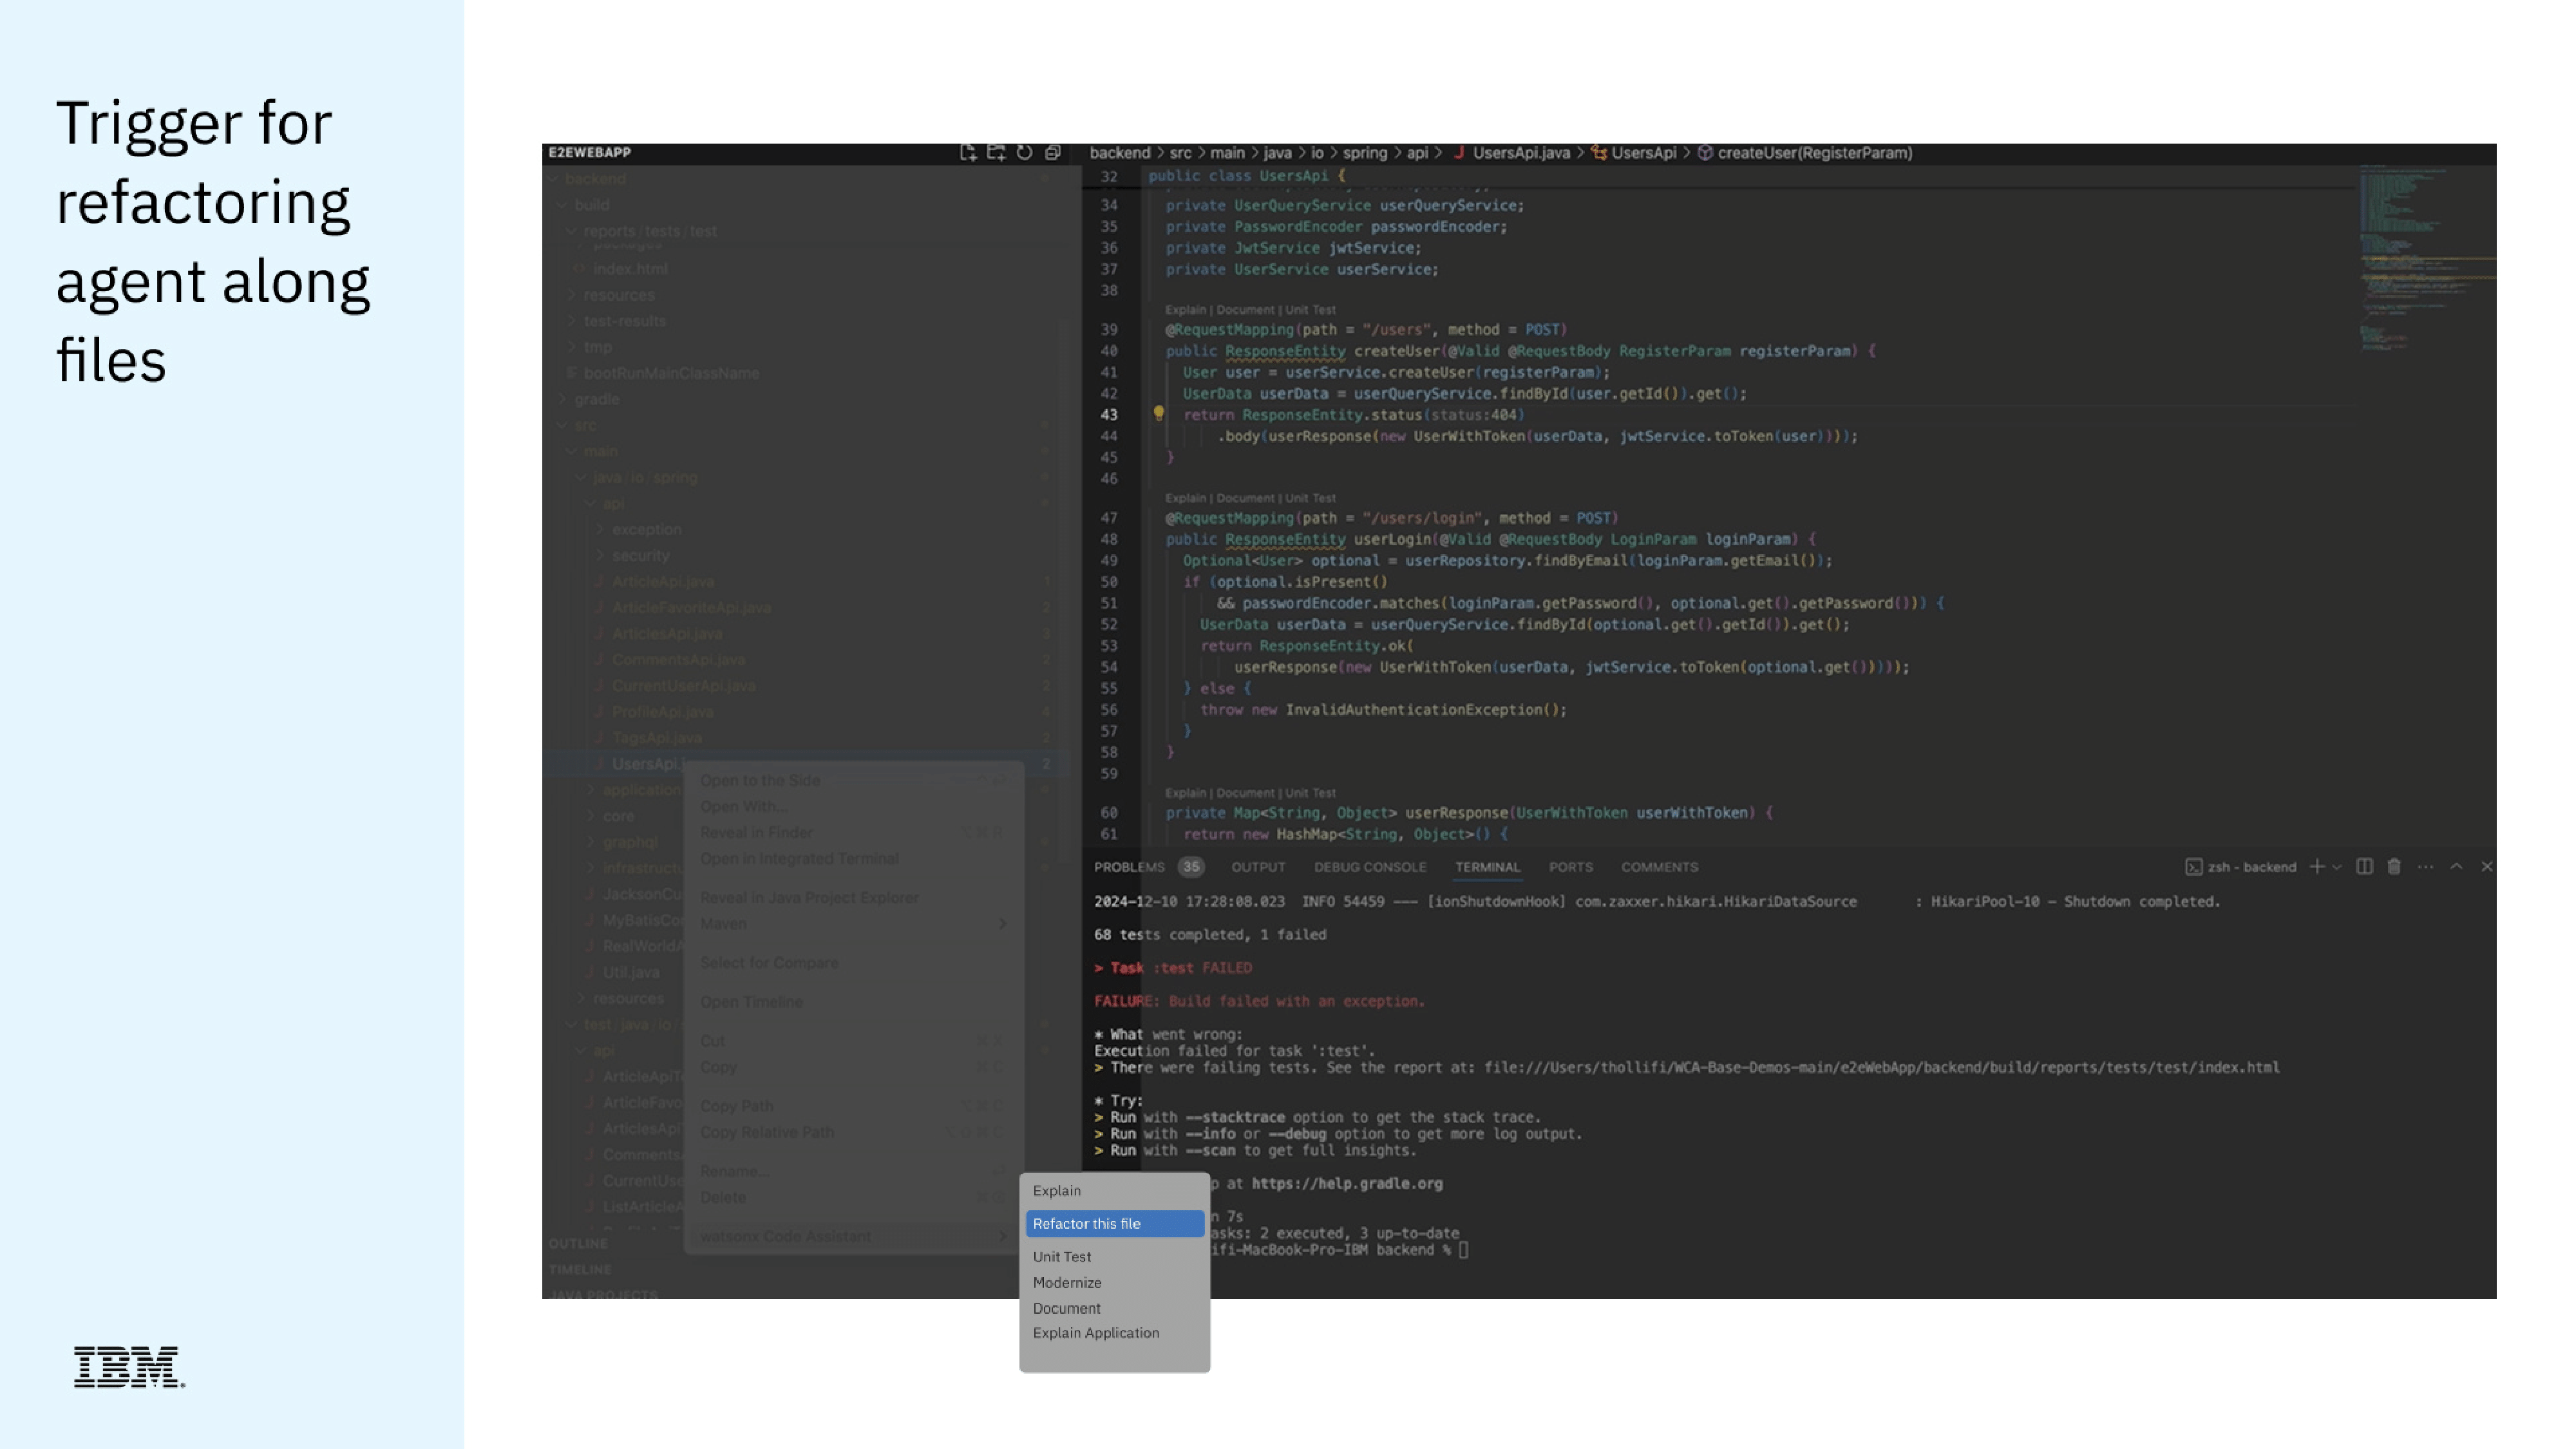 Trigger for
refactoring
agent along
files
IBM
E2EWEBAPP
backend
build
reports / tests / test
index.html
resources
test-results
tmp
bootRunMainClassName
gradle
src
main
java / io / spring
api
exception
security
ArticleApi.java 1
ArticleFavoriteApi.java 2
ArticlesApi.java 3
CommentsApi.java 2
CurrentUserApi.java 2
ProfileApi.java 4
TagsApi.java 2
UsersApi.j 2
application
core
graphql
infrastructu
JacksonCu
MyBatisCo
RealWorldA
Util.java
resources
test / java / io /
api
ArticleApiT
ArticleFavo
ArticlesApi
Comments
CurrentUse
ListArticleA
OUTLINE
TIMELINE
JAVA PROJECTS
Open to the Side
Open With...
Reveal in Finder
Open in Integrated Terminal
Reveal in Java Project Explorer
Maven
Select for Compare
Open Timeline
Cut
Copy
Copy Path
Copy Relative Path
Rename...
Delete
watsonx Code Assistant
Explain
Refactor this file
Unit Test
Modernize
Document
Explain Application
backend > src > main > java > io > spring > api > J UsersApi.java > UsersApi > createUser(RegisterParam)
32 public class UsersApi {
34 private UserQueryService userQueryService;
35 private PasswordEncoder passwordEncoder;
36 private JwtService jwtService;
37 private UserService userService;
38
Explain | Document | Unit Test
39 @RequestMapping(path = "/users", method = POST)
40 public ResponseEntity createUser(@Valid @RequestBody RegisterParam registerParam) {
41 User user = userService.createUser(registerParam);
42 UserData userData = userQueryService.findById(user.getId()).get();
43 return ResponseEntity.status(status:404)
44 .body(userResponse(new UserWithToken(userData, jwtService.toToken(user))));
45 }
46
Explain | Document | Unit Test
47 @RequestMapping(path = "/users/login", method = POST)
48 public ResponseEntity userLogin(@Valid @RequestBody LoginParam loginParam) {
49 Optional<User> optional = userRepository.findByEmail(loginParam.getEmail());
50 if (optional.isPresent()
51 && passwordEncoder.matches(loginParam.getPassword(), optional.get().getPassword())) {
52 UserData userData = userQueryService.findById(optional.get().getId()).get();
53 return ResponseEntity.ok(
54 userResponse(new UserWithToken(userData, jwtService.toToken(optional.get()))));
55 } else {
56 throw new InvalidAuthenticationException();
57 }
58 }
59
Explain | Document | Unit Test
60 private Map<String, Object> userResponse(UserWithToken userWithToken) {
61 return new HashMap<String, Object>() {
PROBLEMS 35 OUTPUT DEBUG CONSOLE TERMINAL PORTS COMMENTS zsh - backend
2024-12-10 17:28:08.023 INFO 54459 --- [ionShutdownHook] com.zaxxer.hikari.HikariDataSource : HikariPool-10 - Shutdown completed.
68 tests completed, 1 failed
> Task :test FAILED
FAILURE: Build failed with an exception.
* What went wrong:
Execution failed for task ':test'.
> There were failing tests. See the report at: file:///Users/thollifi/WCA-Base-Demos-main/e2eWebApp/backend/build/reports/tests/test/index.html
* Try:
> Run with --stacktrace option to get the stack trace.
> Run with --info or --debug option to get more log output.
> Run with --scan to get full insights.
p at https://help.gradle.org
n 7s
asks: 2 executed, 3 up-to-date
ifi-MacBook-Pro-IBM backend %